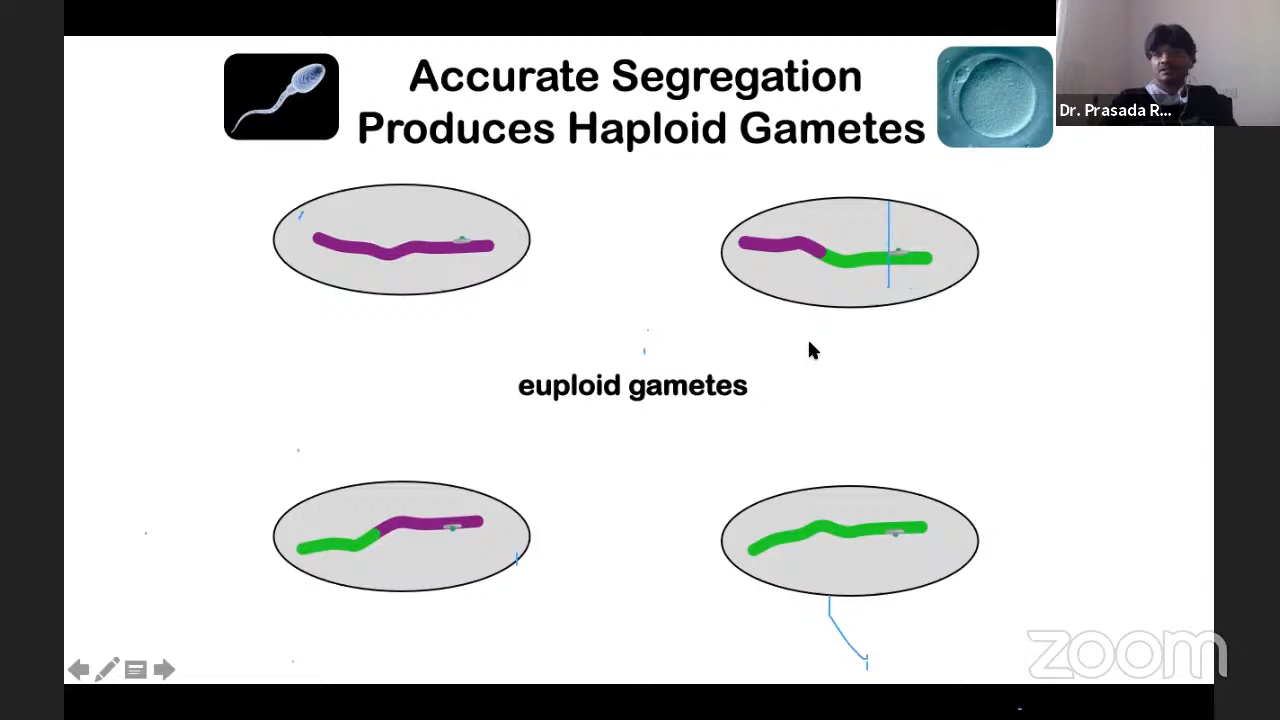 Accurate Segregation
Produces Haploid Gametes
Dr. Prasada R...
euploid gametes
zoom